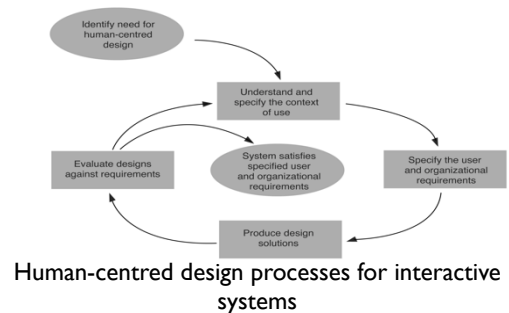 Identify need for
human-centred
design
Understand and
specify the context
of use
Evaluate designs
against requirements
System satisfies
specified user
and organizational
requirements
Specify the user
and organizational
requirements
Produce design
solutions
Human-centred design processes for interactive
systems